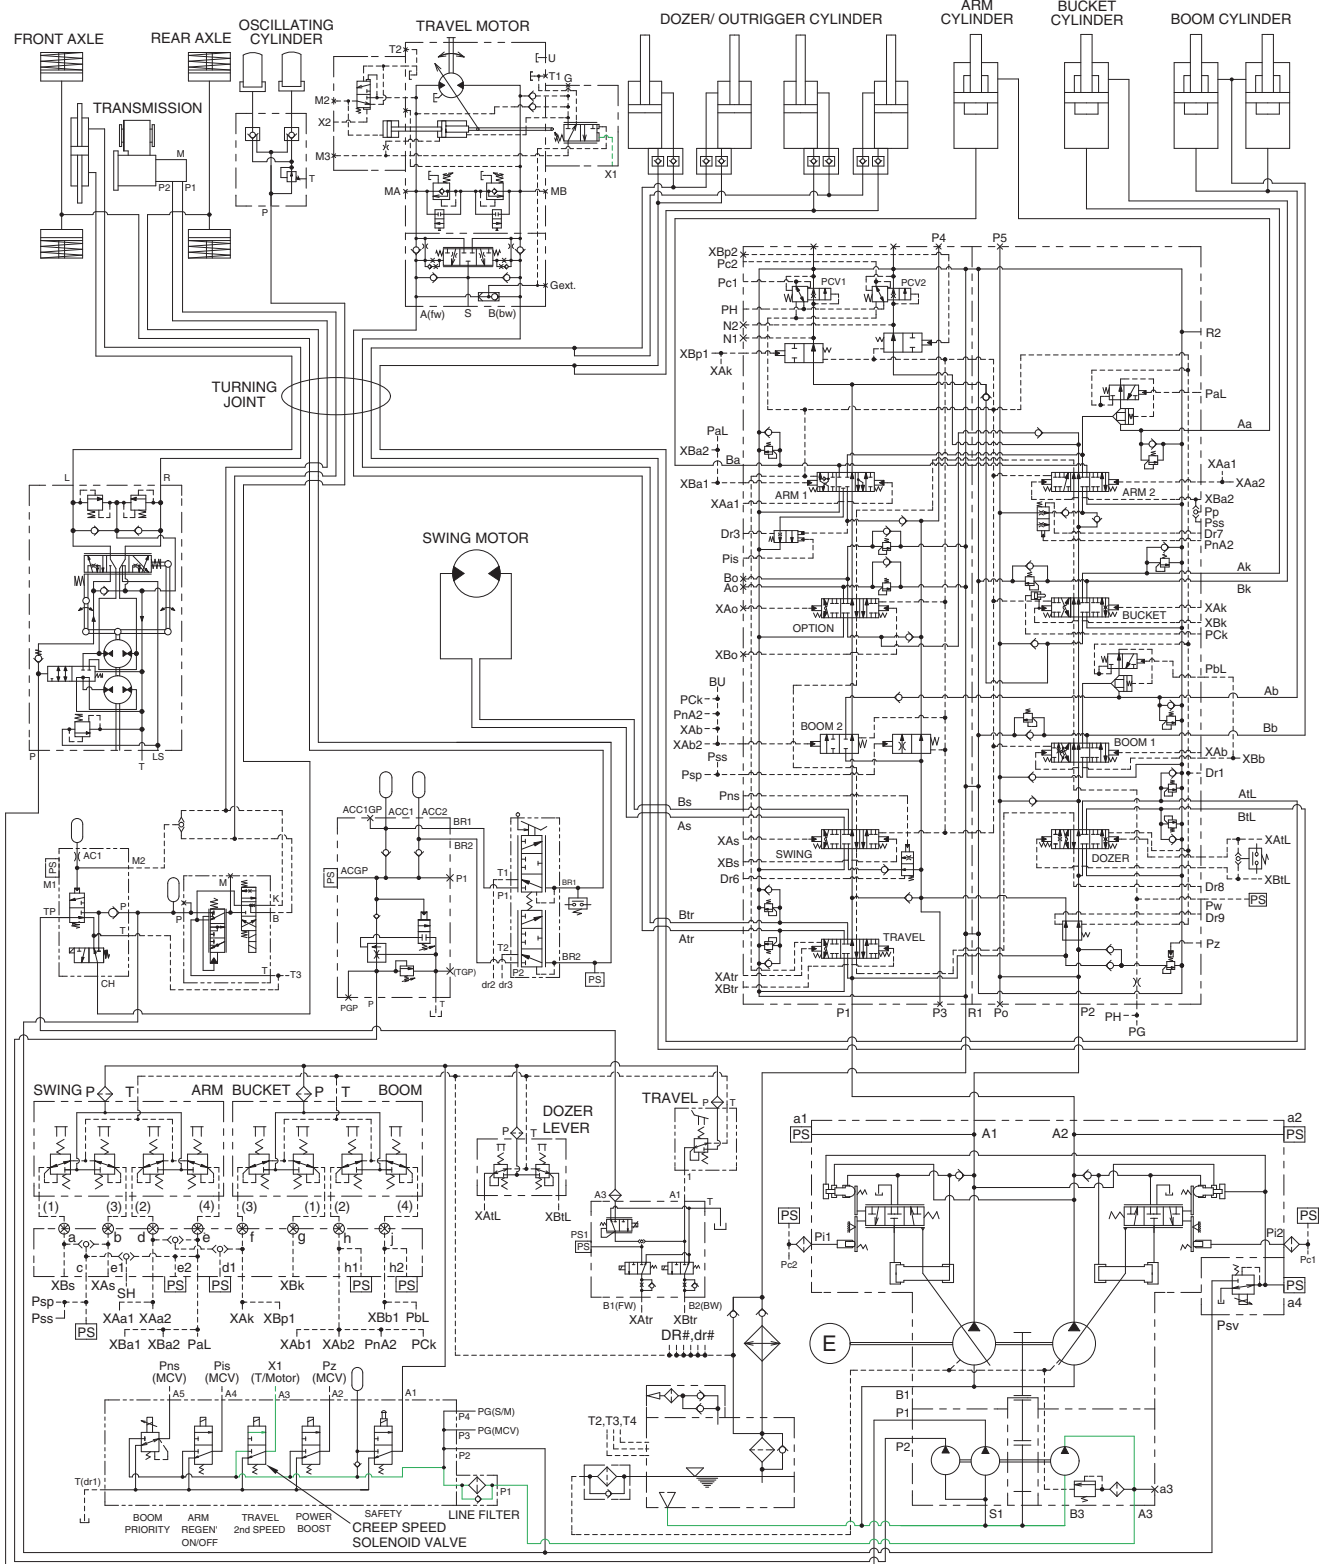 FRONT AXLE
REAR AXLE
OSCILLATING
CYLINDER
TRAVEL MOTOR
DOZER/ OUTRIGGER CYLINDER
ARM
CYLINDER
BUCKET
CYLINDER
BOOM CYLINDER
T2
U
T1
G
M2
X2
M3
X1
TRANSMISSION
M
P2
P1
T
P
MA
MB
Gext.
A(fw)
S
B(bw)
TURNING
JOINT
L
R
P
T
LS
SWING MOTOR
XBp2
Pc2
Pc1
PH
N2
N1
XBp1
XAk
P4
P5
PCV1
PCV2
R2
PaL
Aa
PaL
XBa2
Ba
XBa1
ARM 1
XAa1
Dr3
Pis
Bo
Ao
XAo
OPTION
XBo
ARM 2
XAa1
XAa2
XBa2
Pp
Pss
Dr7
PnA2
Ak
Bk
XAk
BUCKET
XBk
PCk
PbL
Ab
Bb
BU
PCk
PnA2
XAb
XAb2
Pss
Psp
BOOM 2
BOOM 1
XAb
XBb
Dr1
Pns
Bs
As
XAs
SWING
XBs
Dr6
AtL
BtL
DOZER
XAtL
XBtL
Dr8
PS
Pw
Dr9
Btr
Atr
TRAVEL
XAtr
XBtr
Pz
P1
P3
R1
Po
P2
PH
PG
AC1
PS
M1
M2
TP
P
T
CH
M
P
K
B
T
T3
ACC1GP
ACC1
ACC2
BR1
BR2
PS
ACGP
P1
(TGP)
PGP
P
T
T1
P1
BR1
T2
P2
BR2
dr2 dr3
PS
SWING
P
T
ARM
BUCKET
P
T
BOOM
(1)
(3)
(2)
(4)
(3)
(1)
(2)
(4)
a
b
d
e
f
g
h
j
c
e1
e2
d1
h1
h2
PS
PS
PS
PS
XBs
XAs
SH
Psp
Pss
PS
XAa1
XAa2
XBa1
XBa2
PaL
XAk
XBp1
XBk
XAb1
XAb2
PnA2
PCk
XBb1
PbL
DOZER
LEVER
P
T
XAtL
XBtL
TRAVEL
P
T
1
A3
A1
T
PS1
PS
B1(FW)
B2(BW)
XAtr
XBtr
DR#,dr#
a1
PS
A1
A2
a2
PS
PS
Pi1
Pc2
Pi2
PS
Pc1
PS
a4
Psv
E
B1
P1
P2
S1
B3
A3
a3
Pns
(MCV)
Pis
(MCV)
X1
(T/Motor)
Pz
(MCV)
A5
A4
A3
A2
A1
P4
PG(S/M)
P3
PG(MCV)
P2
P1
T(dr1)
LINE FILTER
BOOM
PRIORITY
ARM
REGEN'
ON/OFF
TRAVEL
2nd SPEED
POWER
BOOST
SAFETY
CREEP SPEED
SOLENOID VALVE
T2,T3,T4